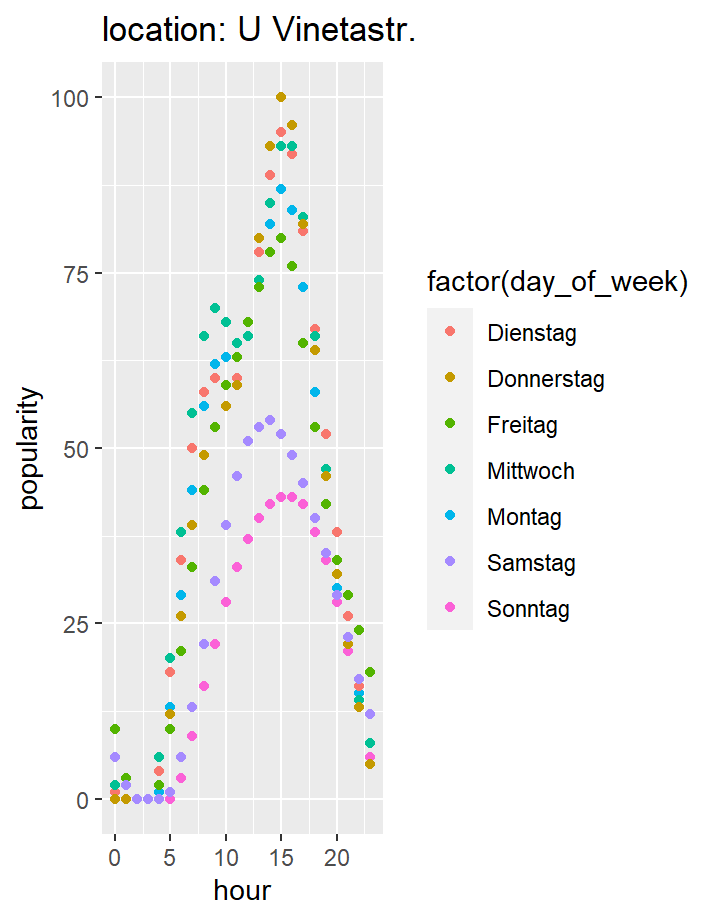 location: U Vinetastr.
100
75
50
25
0
popularity
0 5 10 15 20
hour
factor(day_of_week)
Dienstag
Donnerstag
Freitag
Mittwoch
Montag
Samstag
Sonntag